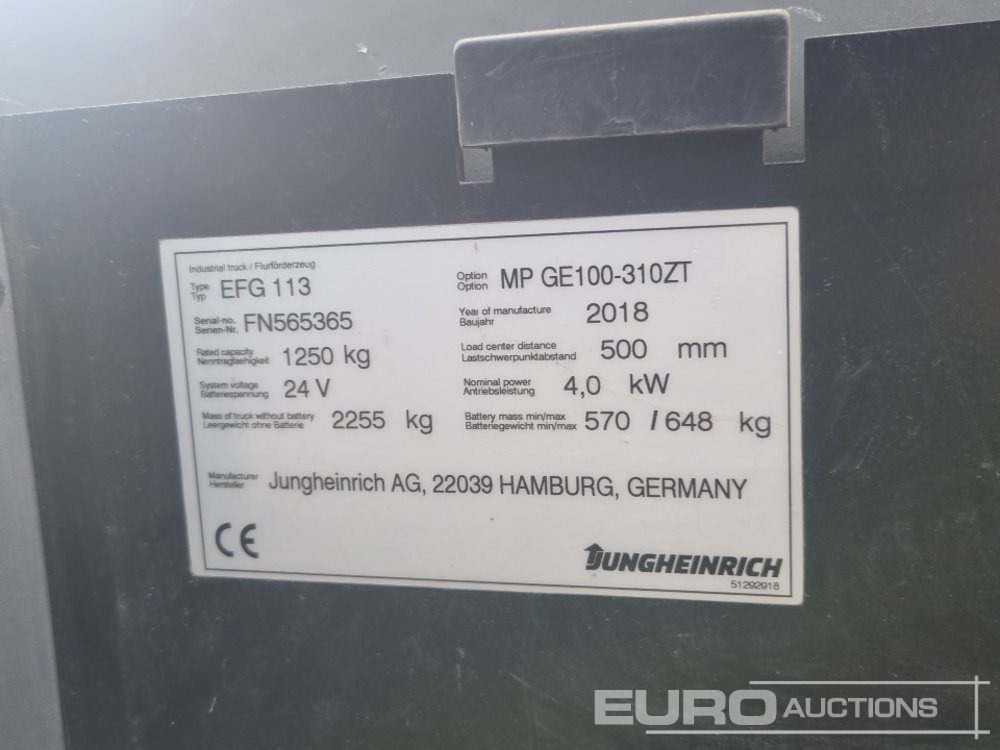 Industrial truck / Flurförderzeug
Type
Typ
EFG 113
Option
Option
MP GE100-310ZT
Serial-no.
Serien-Nr.
FN565365
Year of manufacture
Baujahr
2018
Rated capacity
Nenntragfaehigkeit
1250 kg
Load center distance
Lastschwerpunktabstand
500 mm
System voltage
Batteriespannung
24 V
Nominal power
Antriebsleistung
4,0 kW
Mass of truck without battery
Leergewicht ohne Batterie
2255 kg
Battery mass min/max
Batteriegewicht min/max
570 / 648 kg
Manufacturer
Hersteller
Jungheinrich AG, 22039 HAMBURG, GERMANY
CE
JUNGHEINRICH
51292918
EURO AUCTIONS